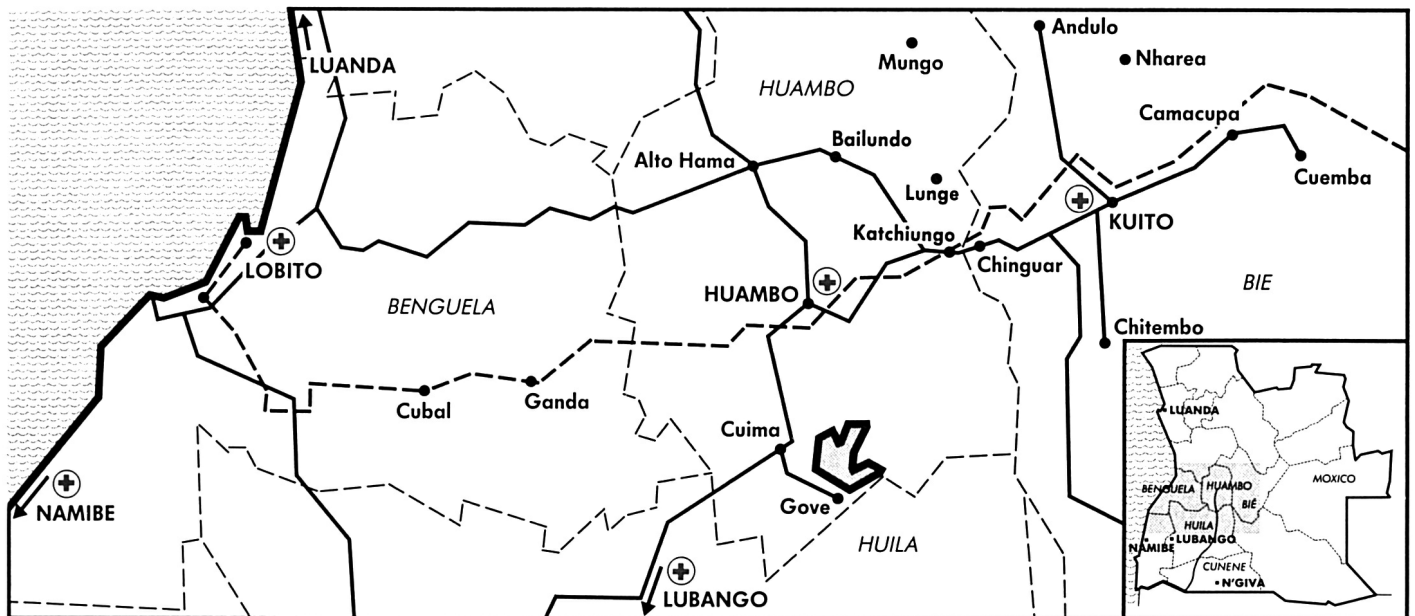 Andulo
LUANDA
Mungo
Nharea
HUAMBO
Camacupa
Bailundo
Alto Hama
Lunge
Cuemba
KUITO
Katchiungo
Chinguar
LOBITO
BIE
HUAMBO
BENGUELA
Chitembo
Cubal
Ganda
Cuima
Gove
NAMIBE
HUILA
LUBANGO
LUANDA
BENGUELA
HUAMBO
MOXICO
BIÉ
HUILA
NAMIBE
LUBANGO
CUNENE
N'GIVA